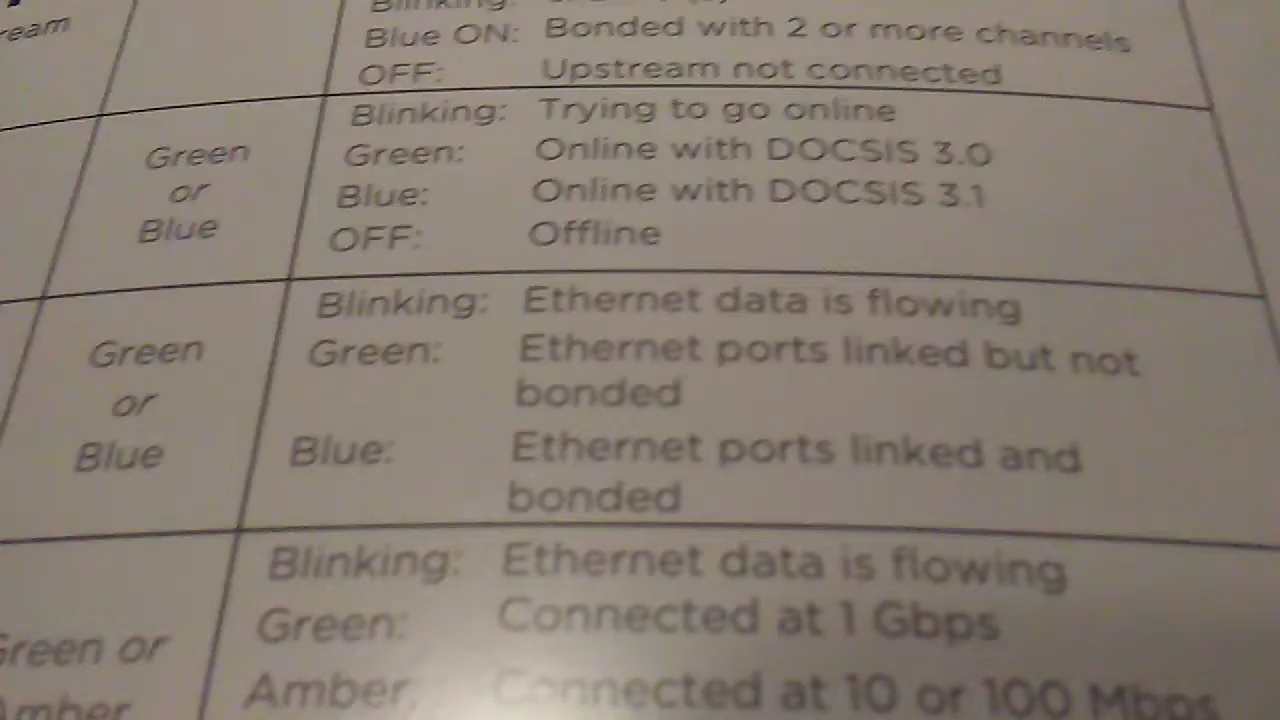 Blinking:
Blue ON: Bonded with 2 or more channels
OFF: Upstream not connected
Green
or
Blue
Blinking: Trying to go online
Green: Online with DOCSIS 3.0
Blue: Online with DOCSIS 3.1
OFF: Offline
Green
or
Blue
Blinking: Ethernet data is flowing
Green: Ethernet ports linked but not
bonded
Blue: Ethernet ports linked and
bonded
Green or
Amber
Blinking: Ethernet data is flowing
Green: Connected at 1 Gbps
Amber: Connected at 10 or 100 Mbps